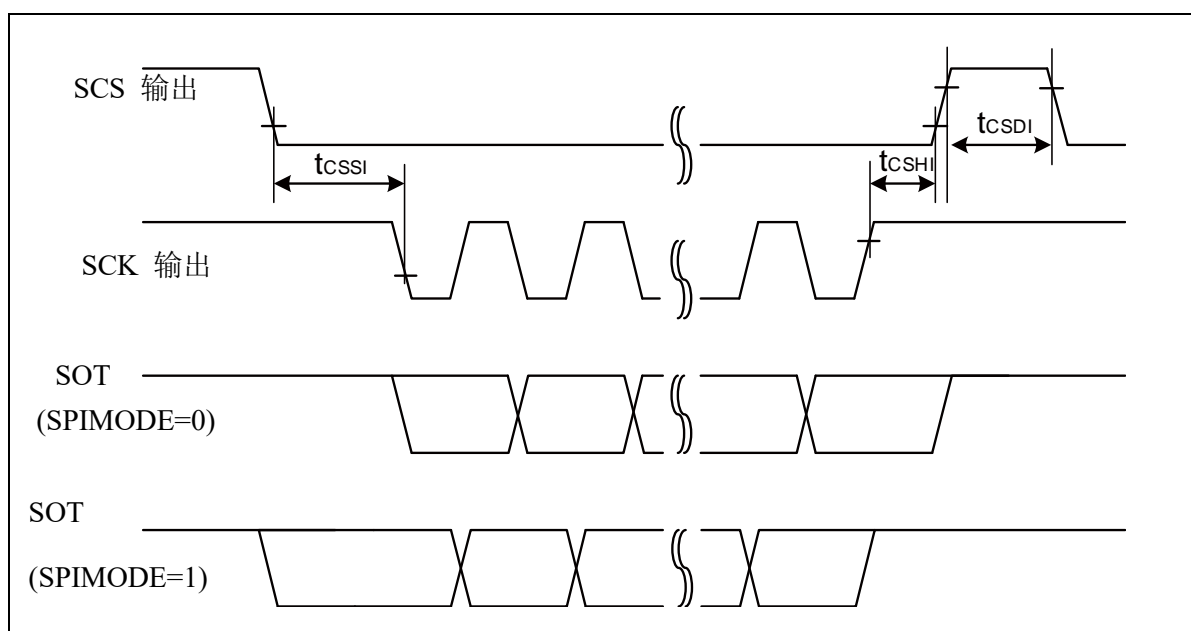 SCS 输出
tCSDI
tCSSI
tCSHI
SCK 输出
SOT
(SPIMODE=0)
SOT
(SPIMODE=1)